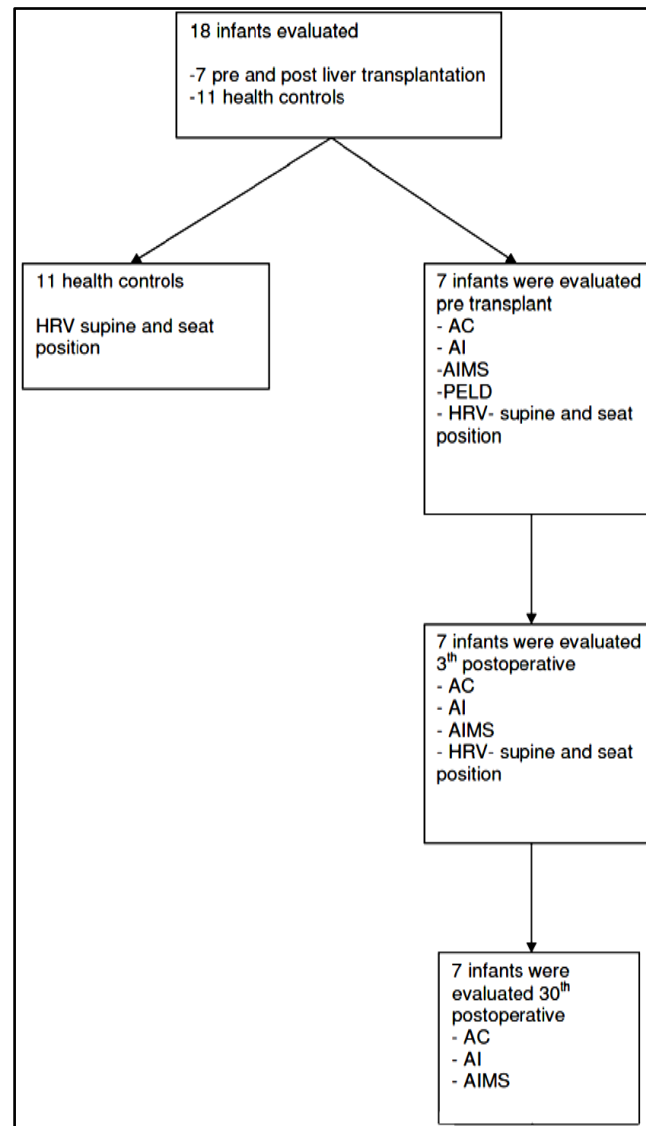 18 infants evaluated
-7 pre and post liver transplantation
-11 health controls
11 health controls
HRV supine and seat
position
7 infants were evaluated
pre transplant
- AC
- AI
-AIMS
-PELD
- HRV- supine and seat
position
7 infants were evaluated
3th postoperative
- AC
- AI
- AIMS
- HRV- supine and seat
position
7 infants were
evaluated 30th
postoperative
- AC
- AI
- AIMS